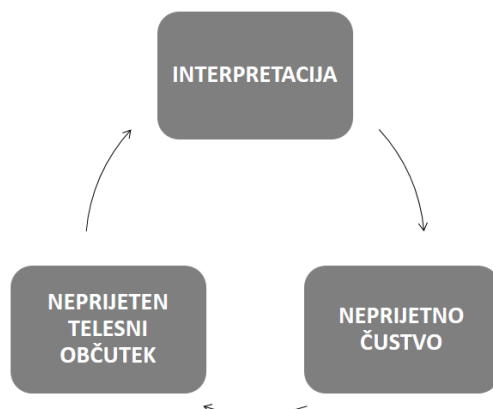 INTERPRETACIJA
NEPRIJETNO
ČUSTVO
NEPRIJETEN
TELESNI
OBČUTEK